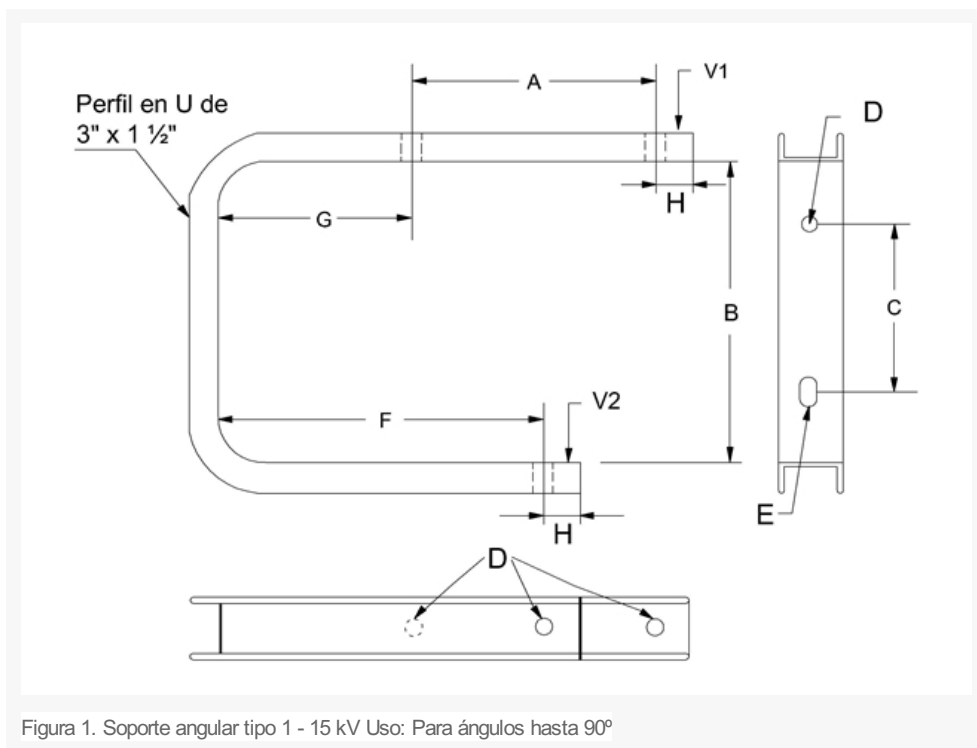 A
V1
Perfil en U de
3" x 1 ½"
D
H
G
B
C
F
V2
E
H
D
Figura 1. Soporte angular tipo 1 - 15 kV Uso: Para ángulos hasta 90º